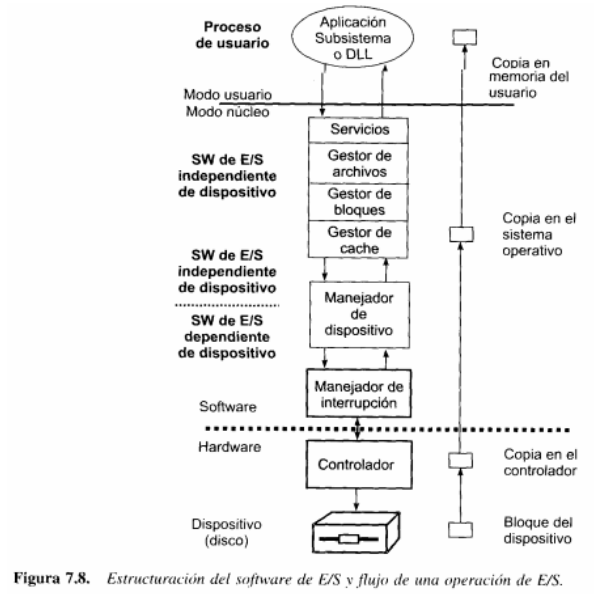 Proceso
de usuario
Aplicación
Subsistema
o DLL
Copia en
memoria del
usuario
Modo usuario
Modo núcleo
Servicios
SW de E/S
independiente
de dispositivo
Gestor de
archivos
Gestor de
bloques
Gestor de
cache
Copia en el
sistema
operativo
SW de E/S
independiente
de dispositivo
SW de E/S
dependiente
de dispositivo
Manejador
de
dispositivo
Manejador de
interrupción
Software
Hardware
Controlador
Copia en el
controlador
Dispositivo
(disco)
Bloque del
dispositivo
Figura 7.8. Estructuración del software de E/S y flujo de una operación de E/S.